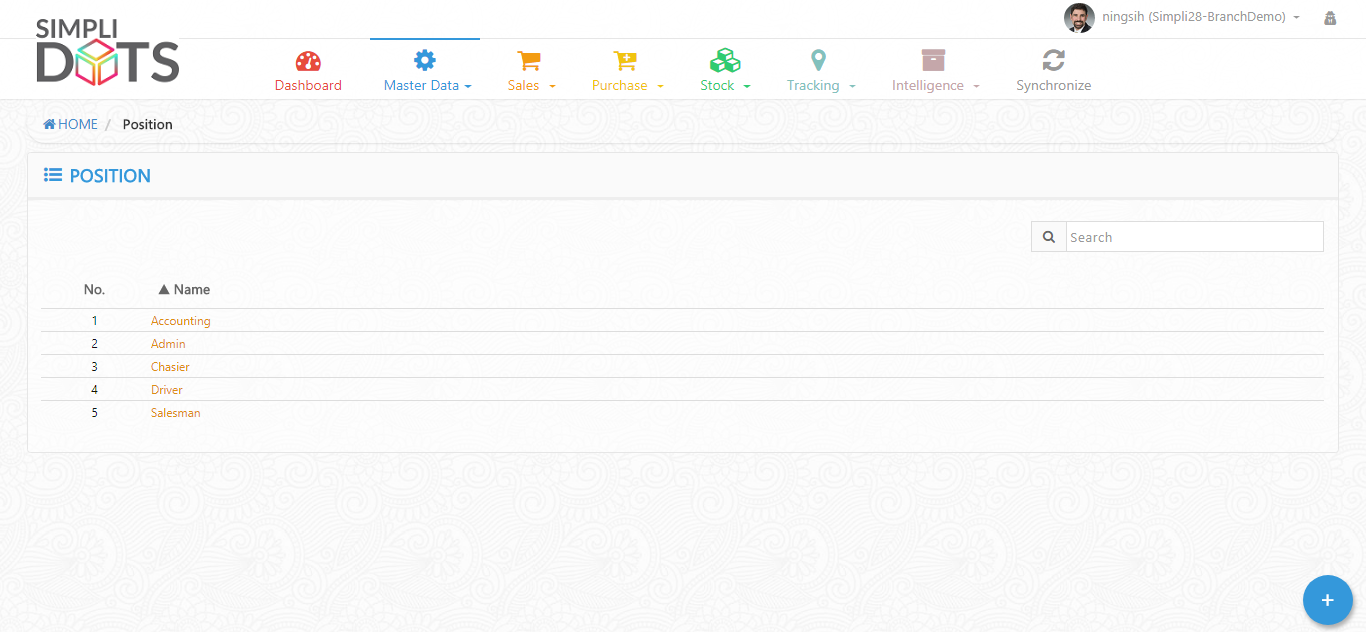 ningsih (Simpli28-BranchDemo)
SIMPLI
DOTS
Dashboard Master Data Sales Purchase Stock Tracking Intelligence Synchronize
HOME / Position
POSITION
Search
No. ▲ Name
1 Accounting
2 Admin
3 Chasier
4 Driver
5 Salesman
+